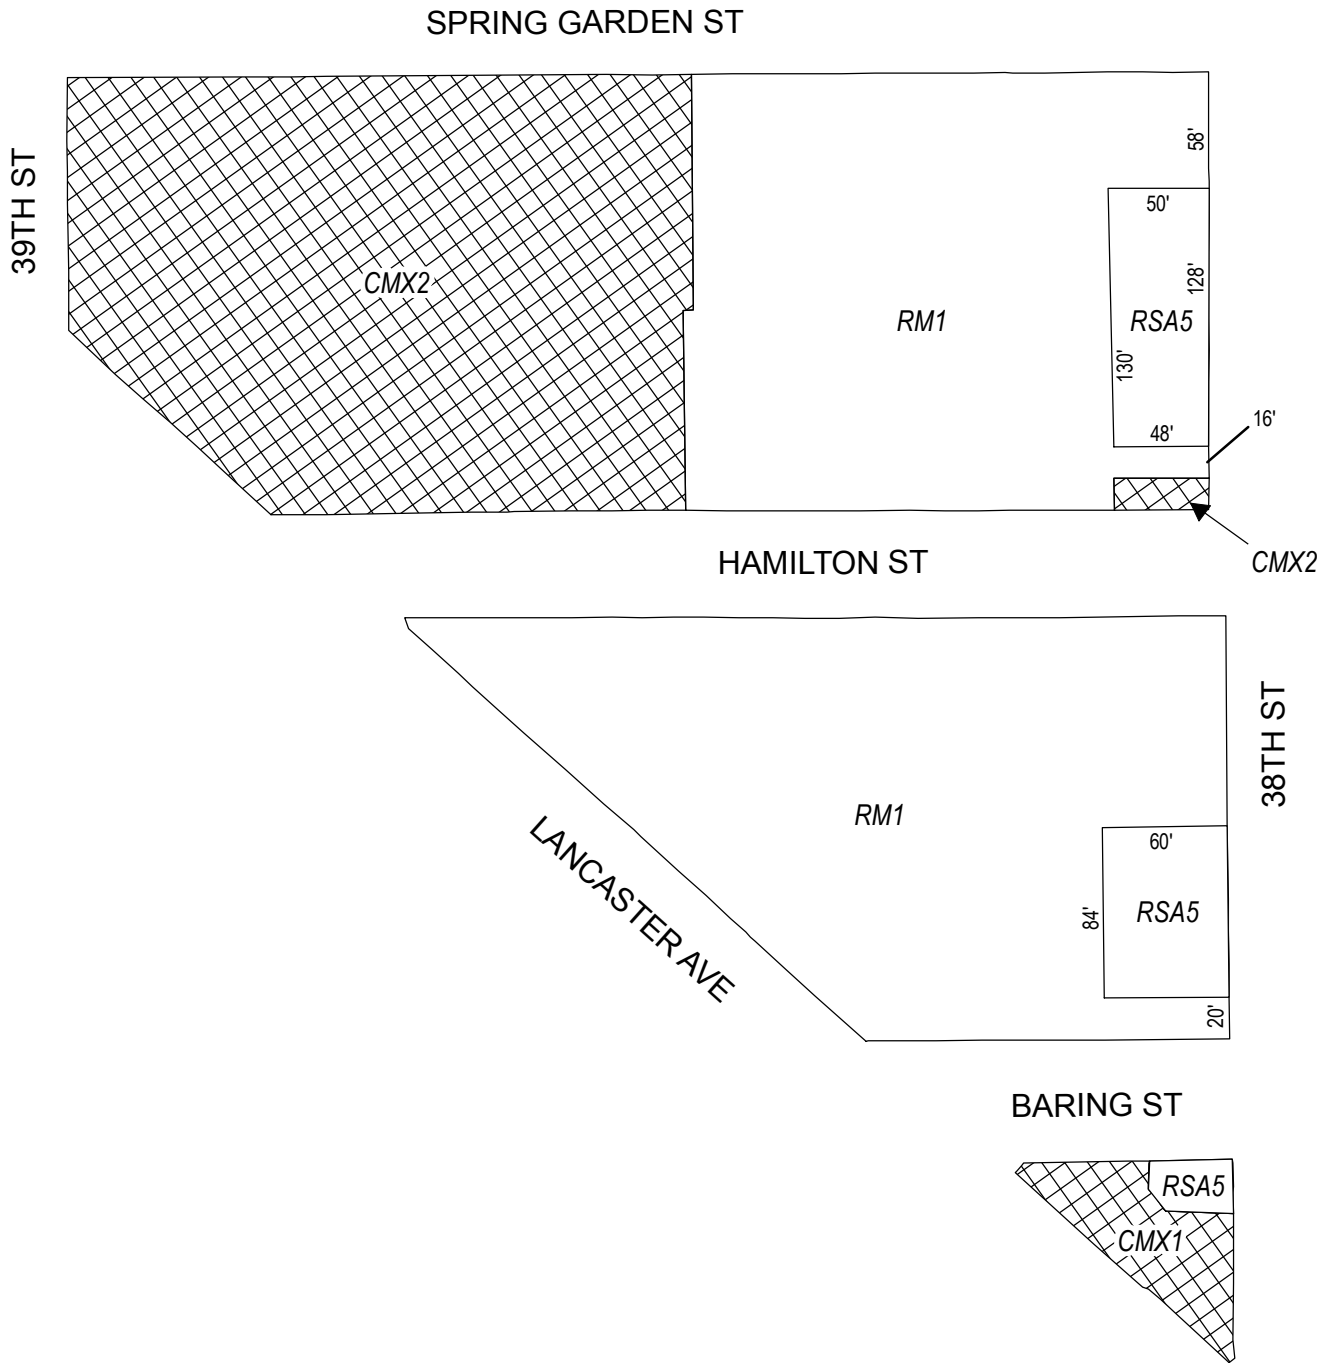 SPRING GARDEN ST
39TH ST
58'
50'
128'
CMX2
RM1
RSA5
130'
48'
16'
HAMILTON ST
CMX2
38TH ST
RM1
60'
LANCASTER AVE
84'
RSA5
20'
BARING ST
RSA5
CMX1